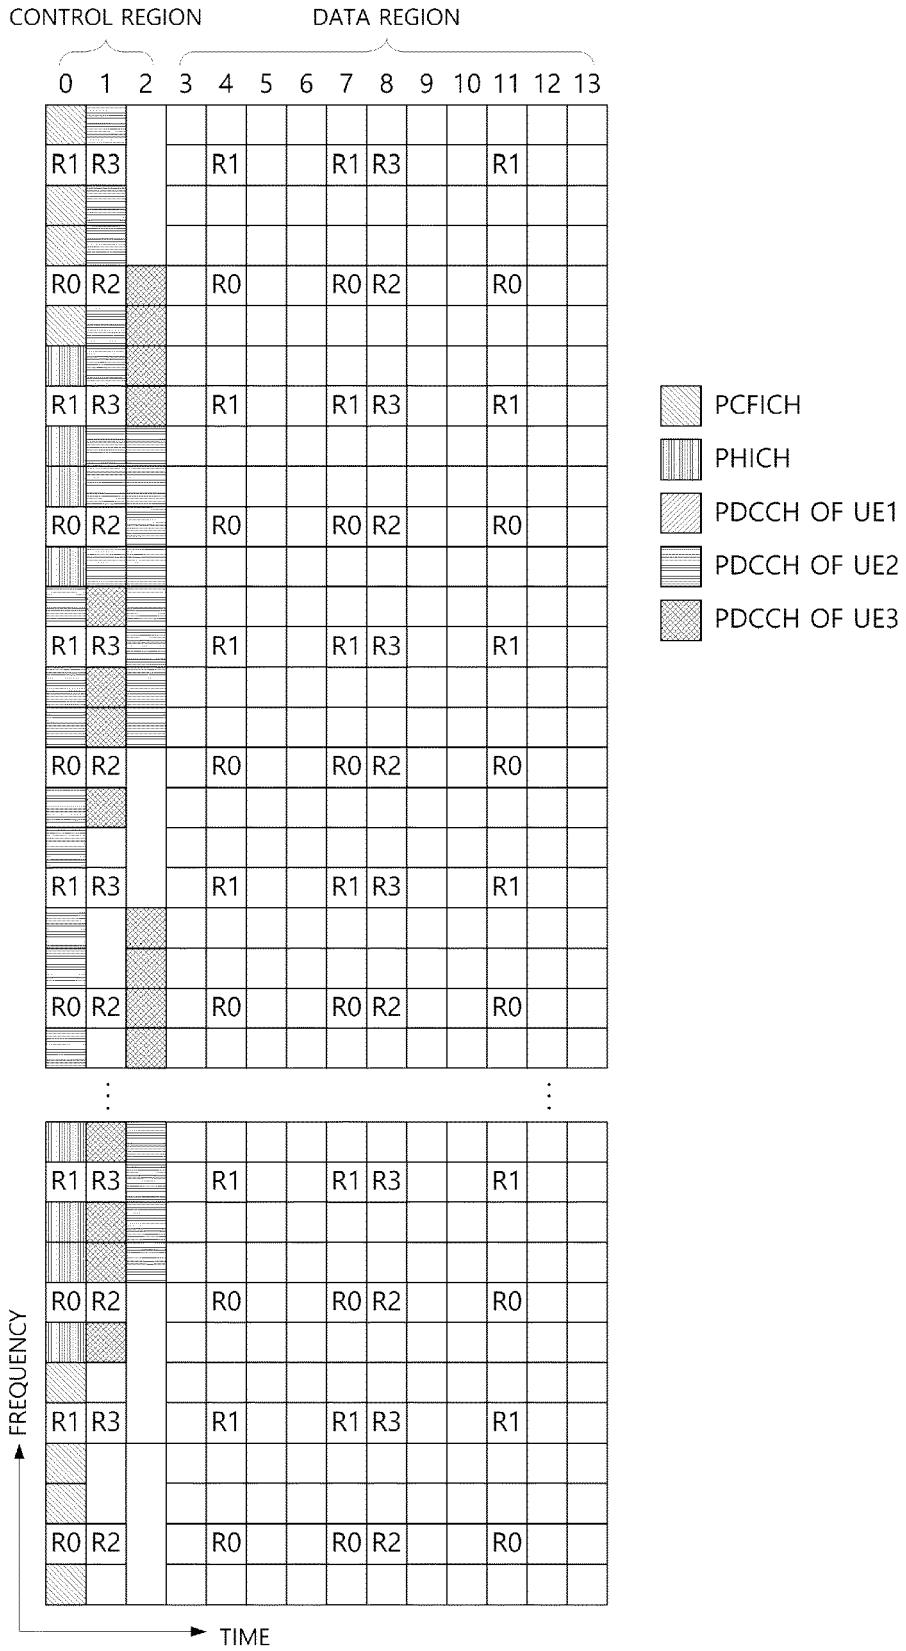 CONTROL REGION DATA REGION
0 1 2 3 4 5 6 7 8 9 10 11 12 13
R1 R3 R1 R1 R3 R1
R0 R2 R0 R0 R2 R0
R1 R3 R1 R1 R3 R1
R0 R2 R0 R0 R2 R0
R1 R3 R1 R1 R3 R1
R0 R2 R0 R0 R2 R0
R1 R3 R1 R1 R3 R1
R0 R2 R0 R0 R2 R0
R1 R3 R1 R1 R3 R1
R0 R2 R0 R0 R2 R0
R1 R3 R1 R1 R3 R1
R0 R2 R0 R0 R2 R0
PCFICH
PHICH
PDCCH OF UE1
PDCCH OF UE2
PDCCH OF UE3
FREQUENCY
TIME